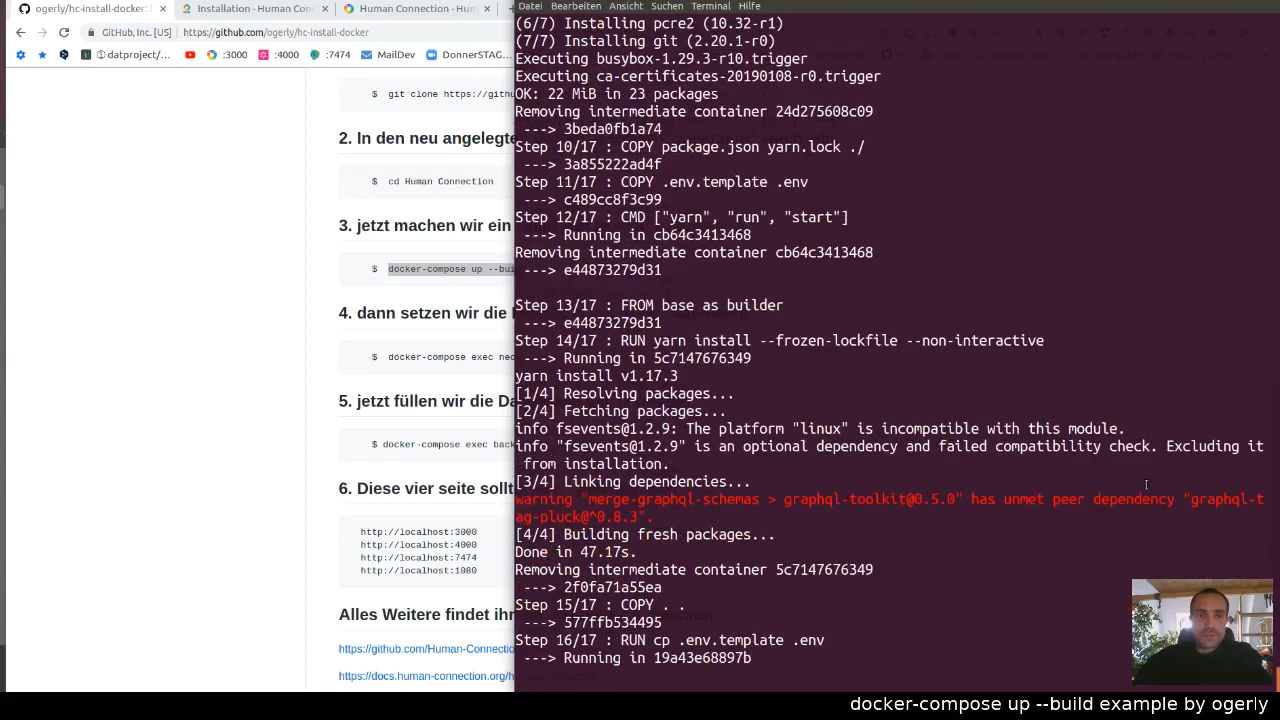 ogerly/hc-install-docker:
Installation - Human Conn
Human Connection - Human
GitHub, Inc. [US]
https://github.com/ogerly/hc-install-docker
datproject/...
:3000
:4000
:7474
MailDev
DonnerSTAG...
$ git clone https://gith
2. In den neu angelegte
$ cd Human Connection
3. jetzt machen wir ein
$ docker-compose up --bui
4. dann setzen wir die
$ docker-compose exec neo
5. jetzt füllen wir die Da
$ docker-compose exec back
6. Diese vier seite sollt
http://localhost:3000
http://localhost:4000
http://localhost:7474
http://localhost:1080
Alles Weitere findet ihr
https://github.com/Human-Connectio
https://docs.human-connection.org/h
Datei Bearbeiten Ansicht Suchen Terminal Hilfe
(6/7) Installing pcre2 (10.32-r1)
(7/7) Installing git (2.20.1-r0)
Executing busybox-1.29.3-r10.trigger
Executing ca-certificates-20190108-r0.trigger
OK: 22 MiB in 23 packages
Removing intermediate container 24d275608c09
---> 3beda0fb1a74
Step 10/17 : COPY package.json yarn.lock ./
---> 3a855222ad4f
Step 11/17 : COPY .env.template .env
---> c489cc8f3c99
Step 12/17 : CMD ["yarn", "run", "start"]
---> Running in cb64c3413468
Removing intermediate container cb64c3413468
---> e44873279d31
Step 13/17 : FROM base as builder
---> e44873279d31
Step 14/17 : RUN yarn install --frozen-lockfile --non-interactive
---> Running in 5c7147676349
yarn install v1.17.3
[1/4] Resolving packages...
[2/4] Fetching packages...
info fsevents@1.2.9: The platform "linux" is incompatible with this module.
info "fsevents@1.2.9" is an optional dependency and failed compatibility check. Excluding it
from installation.
[3/4] Linking dependencies...
warning "merge-graphql-schemas > graphql-toolkit@0.5.0" has unmet peer dependency "graphql-t
ag-pluck@^0.8.3".
[4/4] Building fresh packages...
Done in 47.17s.
Removing intermediate container 5c7147676349
---> 2f0fa71a55ea
Step 15/17 : COPY . .
---> 577ffb534495
Step 16/17 : RUN cp .env.template .env
---> Running in 19a43e68897b
docker-compose up --build example by ogerly